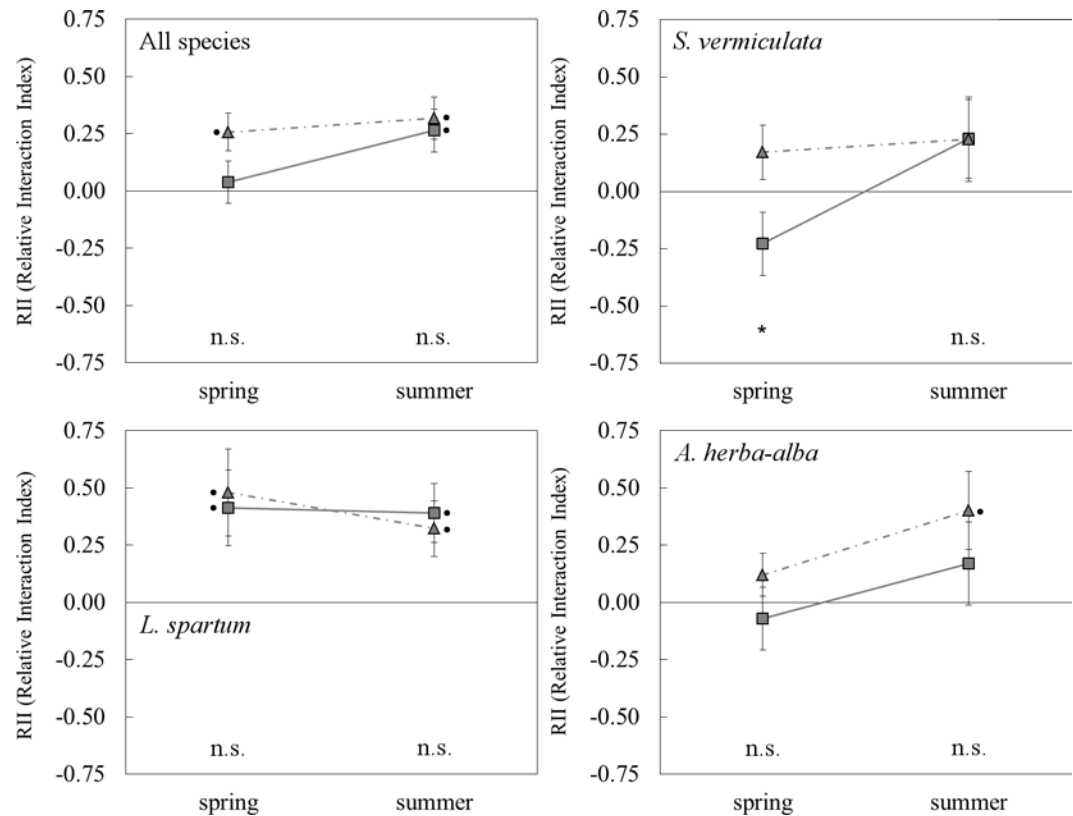 All species
RII (Relative Interaction Index)
0.75
0.50
0.25
0.00
-0.25
-0.50
-0.75
n.s.
n.s.
spring
summer
S. vermiculata
RII (Relative Interaction Index)
0.75
0.50
0.25
0.00
-0.25
-0.50
-0.75
*
n.s.
spring
summer
L. spartum
RII (Relative Interaction Index)
0.75
0.50
0.25
0.00
-0.25
-0.50
-0.75
n.s.
n.s.
spring
summer
A. herba-alba
RII (Relative Interaction Index)
0.75
0.50
0.25
0.00
-0.25
-0.50
-0.75
n.s.
n.s.
spring
summer